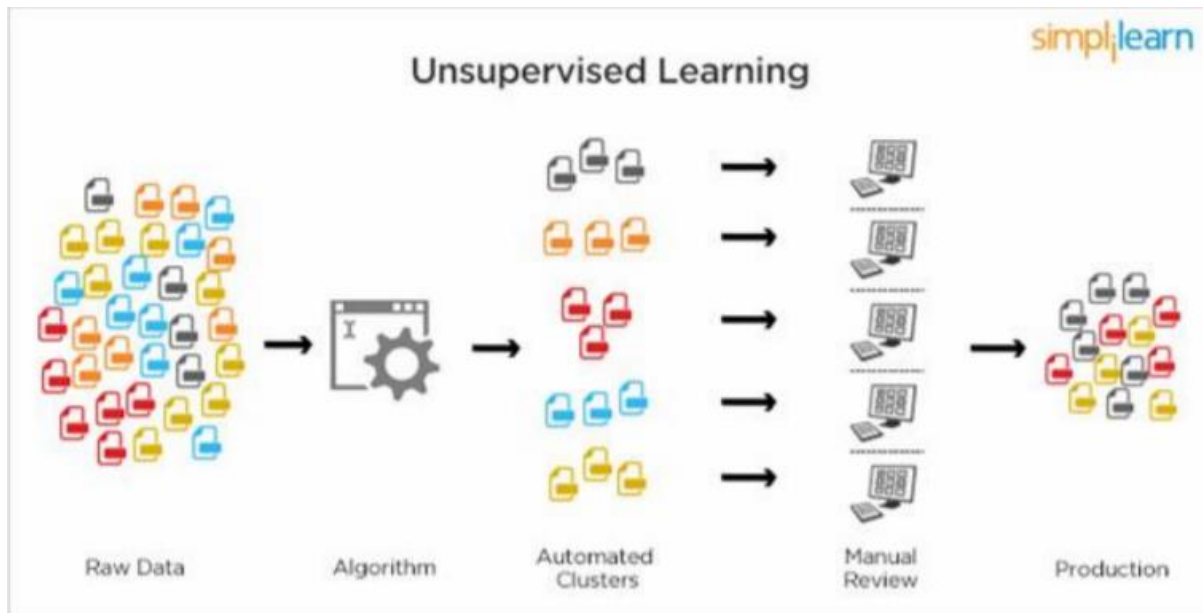 simplilearn
Unsupervised Learning
Raw Data
Algorithm
Automated
Clusters
Manual
Review
Production